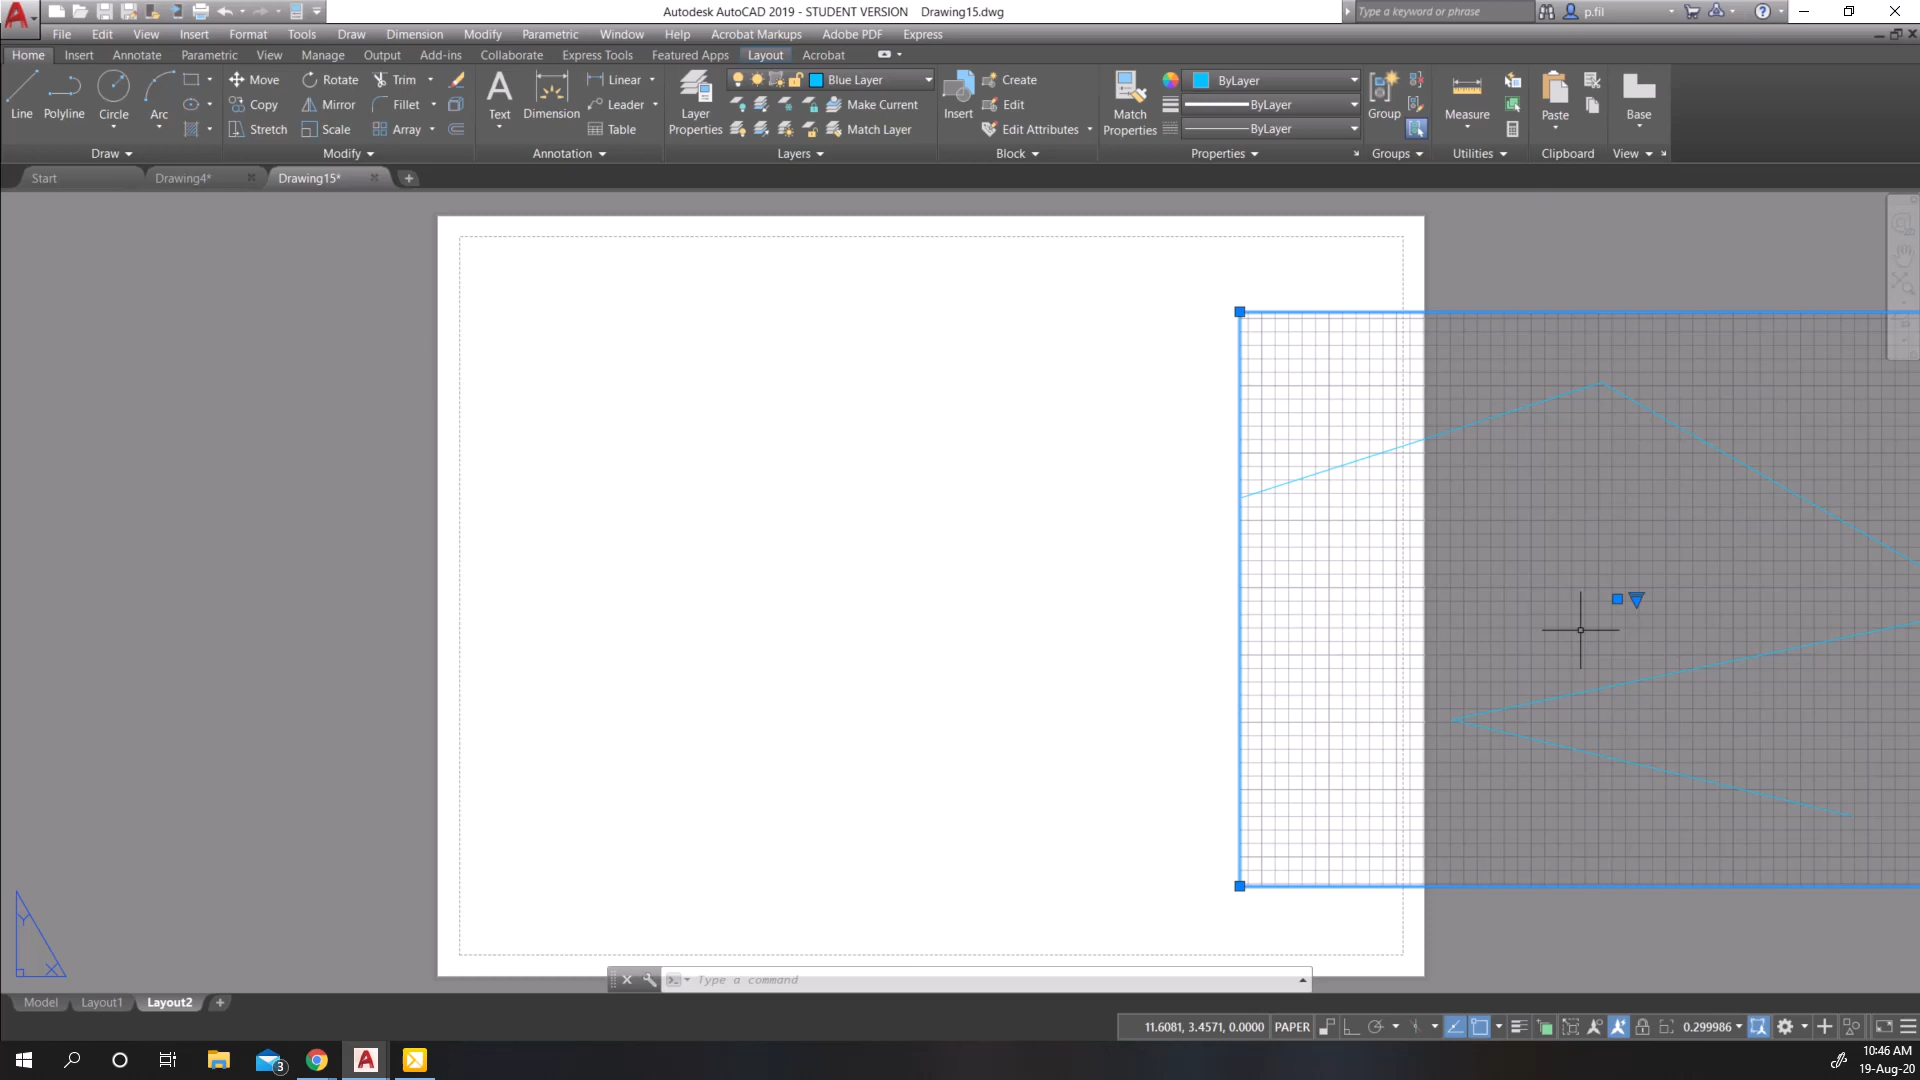 Autodesk AutoCAD 2019 - STUDENT VERSION Drawing15.dwg
Type a keyword or phrase
p.fil
File Edit View Insert Format Tools Draw Dimension Modify Parametric Window Help Acrobat Markups Adobe PDF Express
Home Insert Annotate Parametric View Manage Output Add-ins Collaborate Express Tools Featured Apps Layout Acrobat
Line Polyline Circle Arc
Move Rotate Trim
Copy Mirror Fillet
Stretch Scale Array
Text Dimension
Linear
Leader
Table
Layer Properties
Blue Layer
Make Current
Match Layer
Insert
Create
Edit
Edit Attributes
Match Properties
ByLayer
ByLayer
ByLayer
Group
Measure
Paste
Base
Draw Modify Annotation Layers Block Properties Groups Utilities Clipboard View
Start Drawing4* Drawing15*
Y
X
Type a command
Model Layout1 Layout2
11.6081, 3.4571, 0.0000 PAPER 0.299986
3
10:46 AM
19-Aug-20